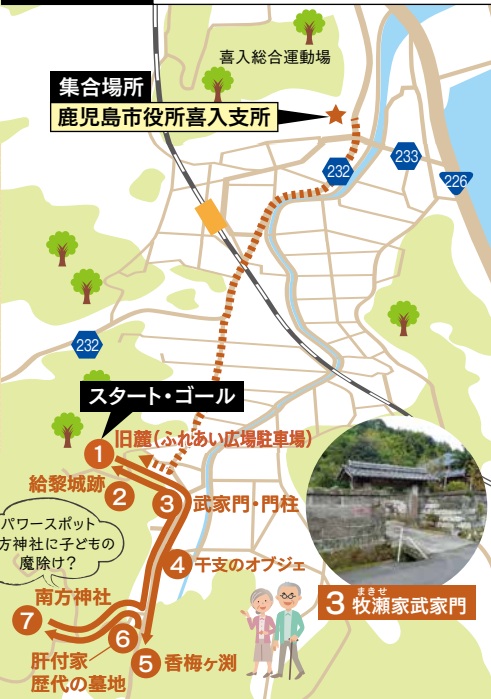 喜入総合運動場
集合場所
鹿児島市役所喜入支所
232
233
226
232
スタート・ゴール
1 旧麓(ふれあい広場駐車場)
給黎城跡
2
3 武家門・門柱
4 干支のオブジェ
パワースポット
方神社に子どもの
魔除け?
南方神社
7
6
肝付家
歴代の墓地
5 香梅ヶ渕
まきせ
3 牧瀬家武家門